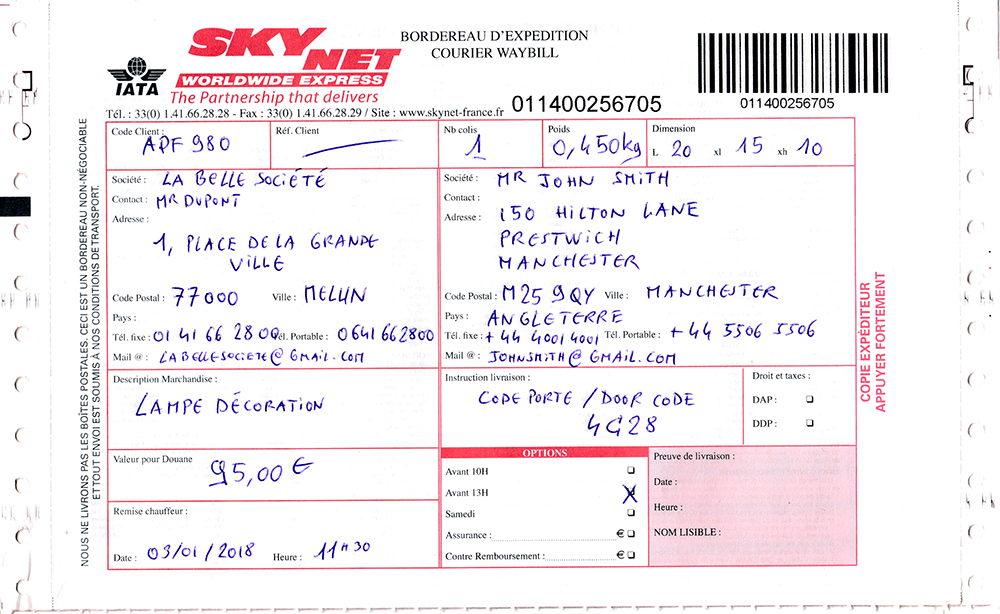 SKYNET
WORLDWIDE EXPRESS
The Partnership that delivers
IATA
BORDEREAU D'EXPEDITION
COURIER WAYBILL
011400256705
011400256705
Tél. : 33(0) 1.41.66.28.28 - Fax : 33(0) 1.41.66.28.29 / Site : www.skynet-france.fr
Code Client : APF 980
Réf. Client
Nb colis 1
Poids 0,450kg
Dimension L 20 xl 15 xh 10
Société : LA BELLE SOCIÉTÉ
Contact : MR DUPONT
Adresse :
1, PLACE DE LA GRANDE
VILLE
Code Postal : 77000 Ville : MELUN
Pays :
Tél. fixe : 01 41 66 28 00 Tél. Portable : 0641662800
Mail @ : LABELLESOCIETE@GMAIL.COM
Société : MR JOHN SMITH
Contact :
Adresse : 150 HILTON LANE
PRESTWICH
MANCHESTER
Code Postal : M25 9QY Ville : MANCHESTER
Pays : ANGLETERRE
Tél. fixe : +44 4001 4001 Tél. Portable : +44 5506 5506
Mail @ : JOHNSMITH@GMAIL.COM
Description Marchandise :
LAMPE DÉCORATION
Instruction livraison :
CODE PORTE / DOOR CODE
4G28
Droit et taxes :
DAP :
DDP :
Valeur pour Douane 95,00 €
OPTIONS
Avant 10H
Avant 13H X
Samedi
Assurance : €
Contre Remboursement : €
Preuve de livraison :
Date :
Heure :
NOM LISIBLE :
Remise chauffeur :
Date : 03/01/2018 Heure : 11H30
NOUS NE LIVRONS PAS LES BOÎTES POSTALES. CECI EST UN BORDEREAU NON-NÉGOCIABLE
ET TOUT ENVOI EST SOUMIS À NOS CONDITIONS DE TRANSPORT.
COPIE EXPÉDITEUR
APPUYER FORTEMENT